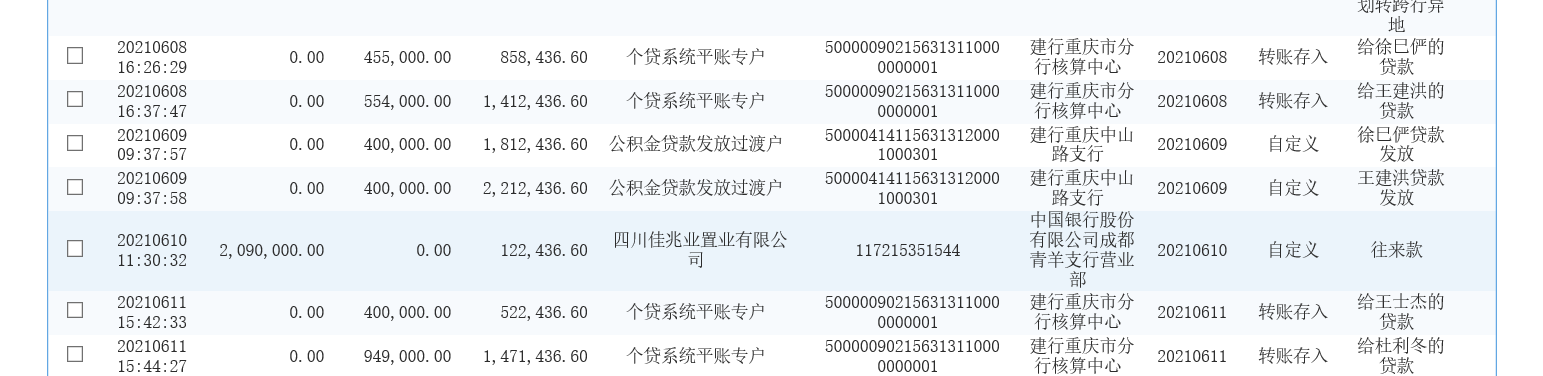 划转跨行异
地
20210608
16:26:29
0.00
455,000.00
858,436.60
个贷系统平账专户
50000090215631311000
0000001
建行重庆市分
行核算中心
20210608
转账存入
给徐巳俨的
贷款
20210608
16:37:47
0.00
554,000.00
1,412,436.60
个贷系统平账专户
50000090215631311000
0000001
建行重庆市分
行核算中心
20210608
转账存入
给王建洪的
贷款
20210609
09:37:57
0.00
400,000.00
1,812,436.60
公积金贷款发放过渡户
50000414115631312000
1000301
建行重庆中山
路支行
20210609
自定义
徐巳俨贷款
发放
20210609
09:37:58
0.00
400,000.00
2,212,436.60
公积金贷款发放过渡户
50000414115631312000
1000301
建行重庆中山
路支行
20210609
自定义
王建洪贷款
发放
20210610
11:30:32
2,090,000.00
0.00
122,436.60
四川佳兆业置业有限公
司
117215351544
中国银行股份
有限公司成都
青羊支行营业
部
20210610
自定义
往来款
20210611
15:42:33
0.00
400,000.00
522,436.60
个贷系统平账专户
50000090215631311000
0000001
建行重庆市分
行核算中心
20210611
转账存入
给王士杰的
贷款
20210611
15:44:27
0.00
949,000.00
1,471,436.60
个贷系统平账专户
50000090215631311000
0000001
建行重庆市分
行核算中心
20210611
转账存入
给杜利冬的
贷款